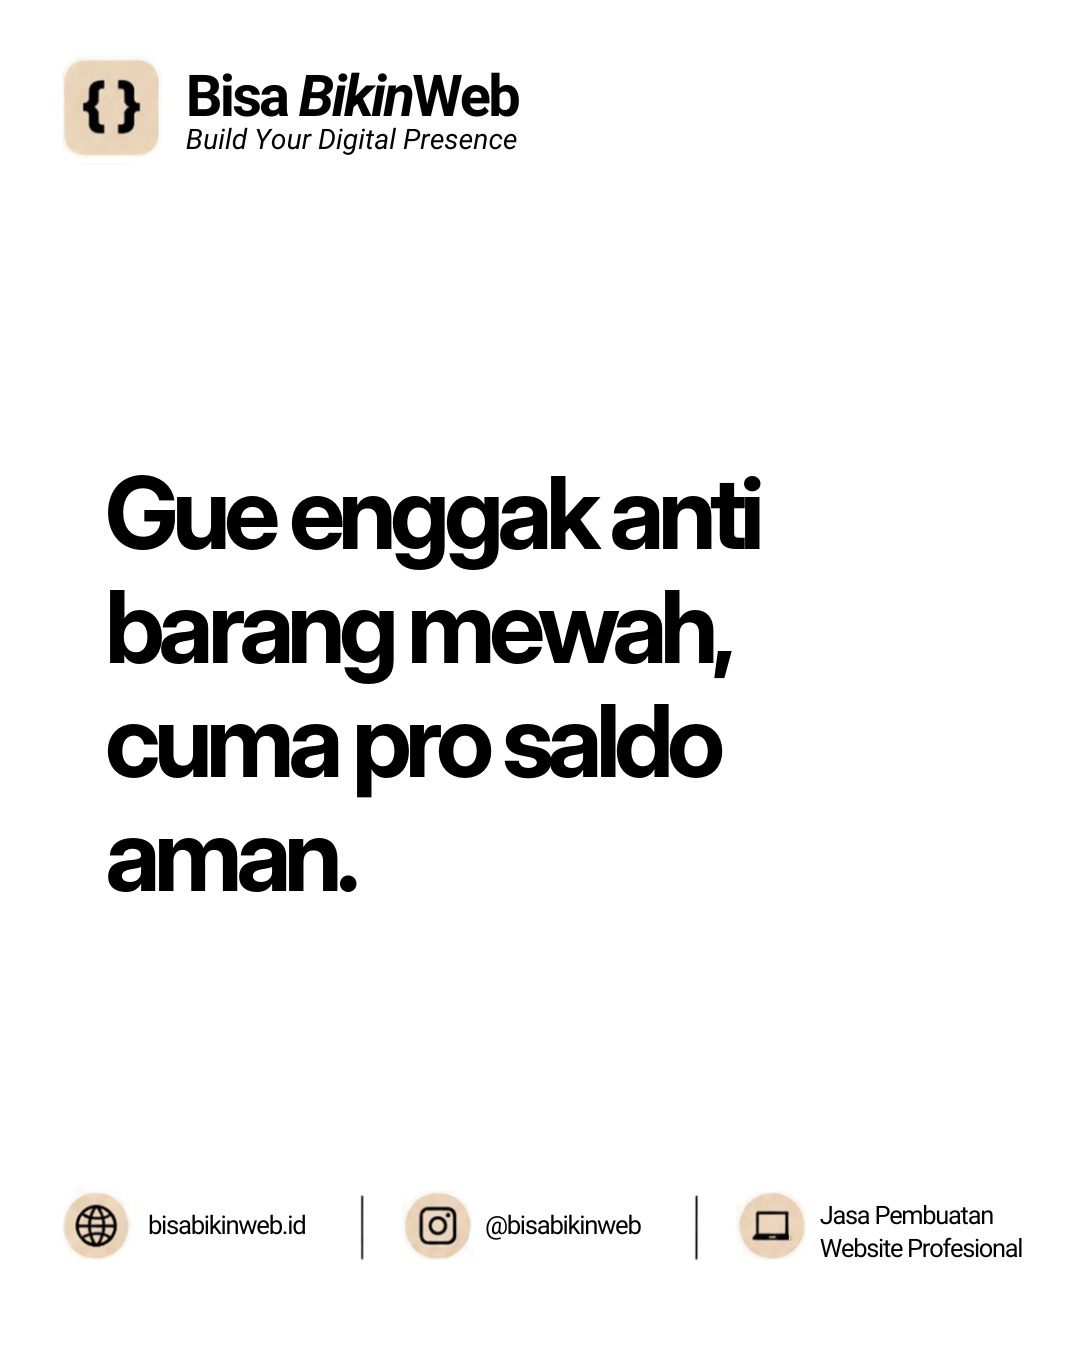 { }
Bisa BikinWeb
Build Your Digital Presence
Gue enggak anti
barang mewah,
cuma pro saldo
aman.
bisabikinweb.id
@bisabikinweb
Jasa Pembuatan
Website Profesional